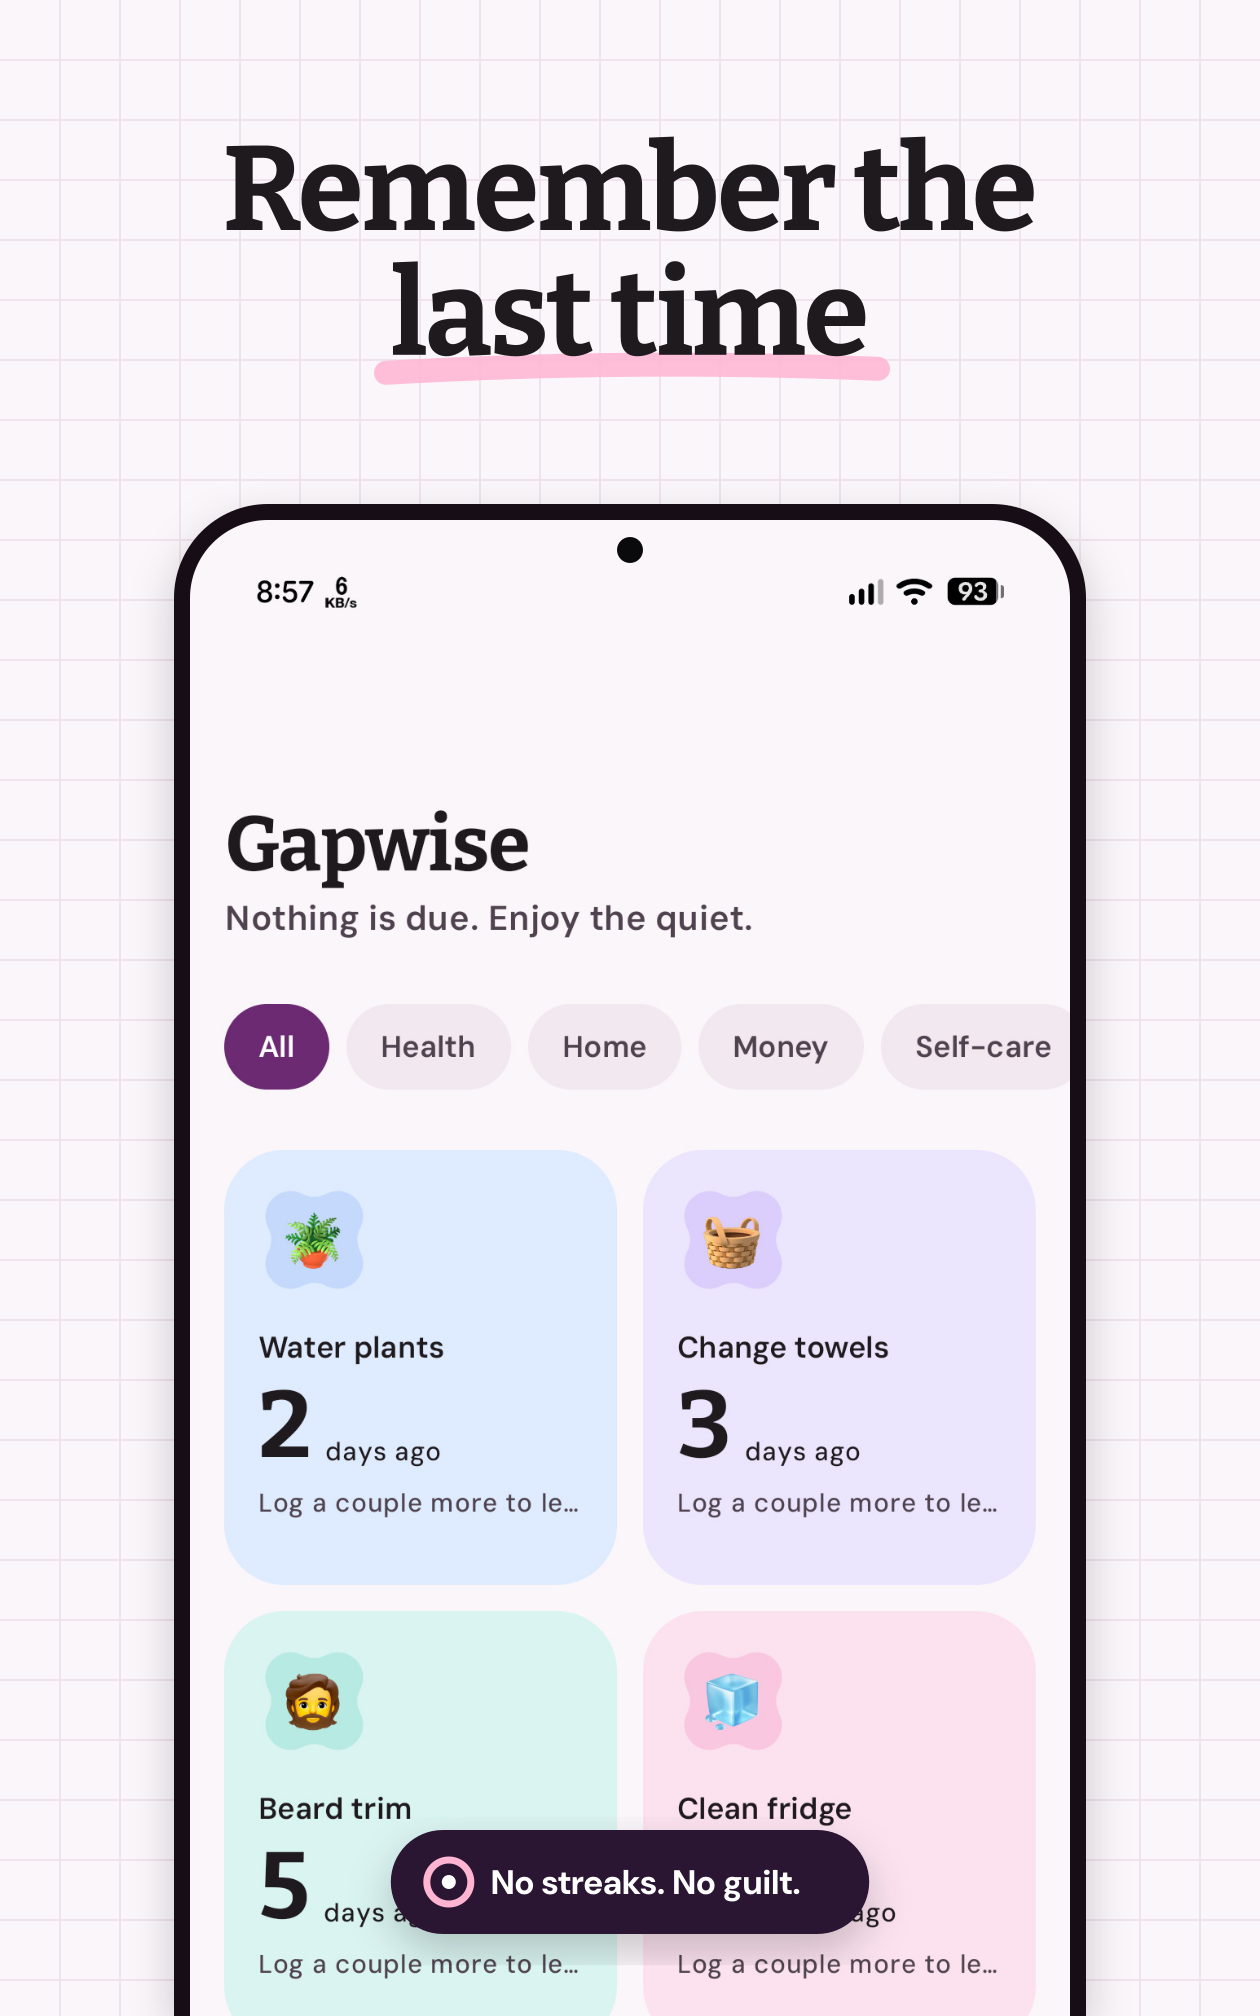 Remember the
last time
8:57 6 KB/s 93
Gapwise
Nothing is due. Enjoy the quiet.
All Health Home Money Self-care
Water plants
2 days ago
Log a couple more to le...
Change towels
3 days ago
Log a couple more to le...
Beard trim
5 days ag
Log a couple more to le...
Clean fridge
ago
Log a couple more to le...
No streaks. No guilt.